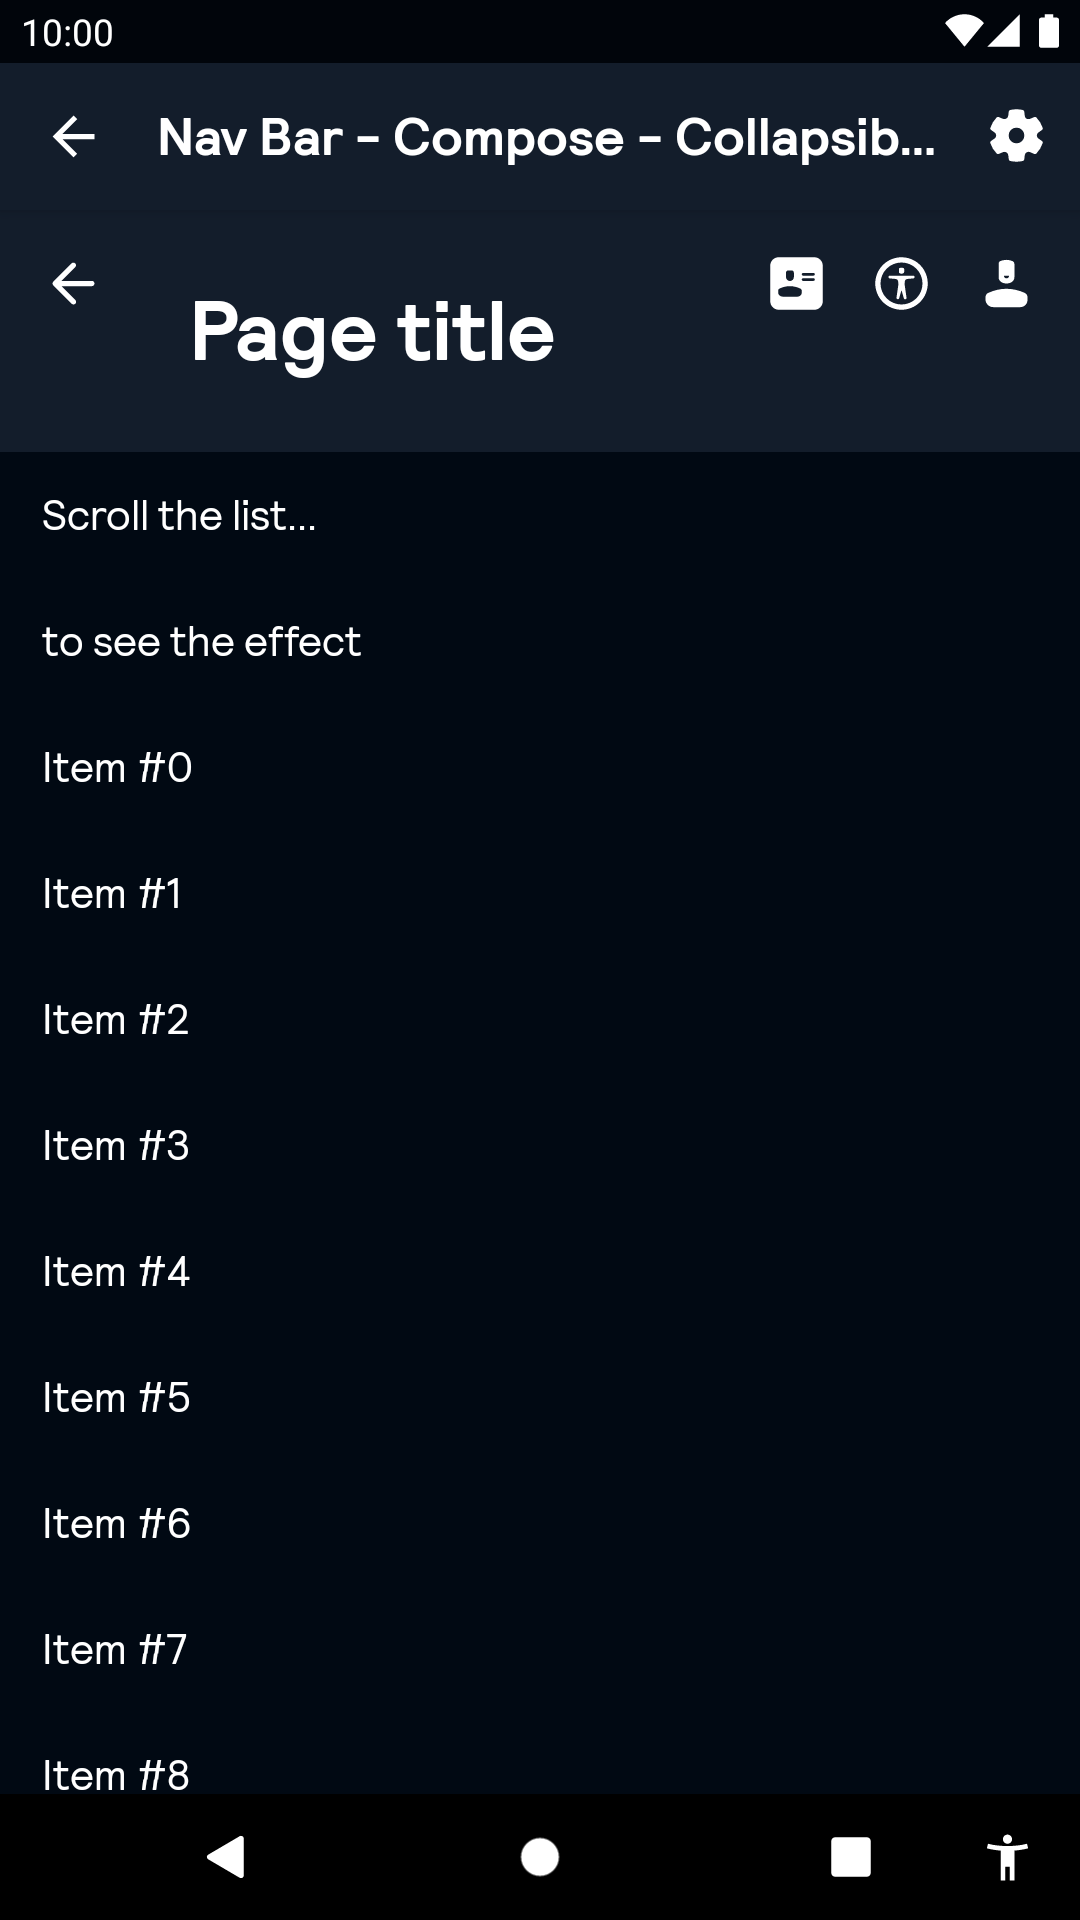 10:00
Nav Bar - Compose - Collapsib...
Page title
Scroll the list...
to see the effect
Item #0
Item #1
Item #2
Item #3
Item #4
Item #5
Item #6
Item #7
Item #8